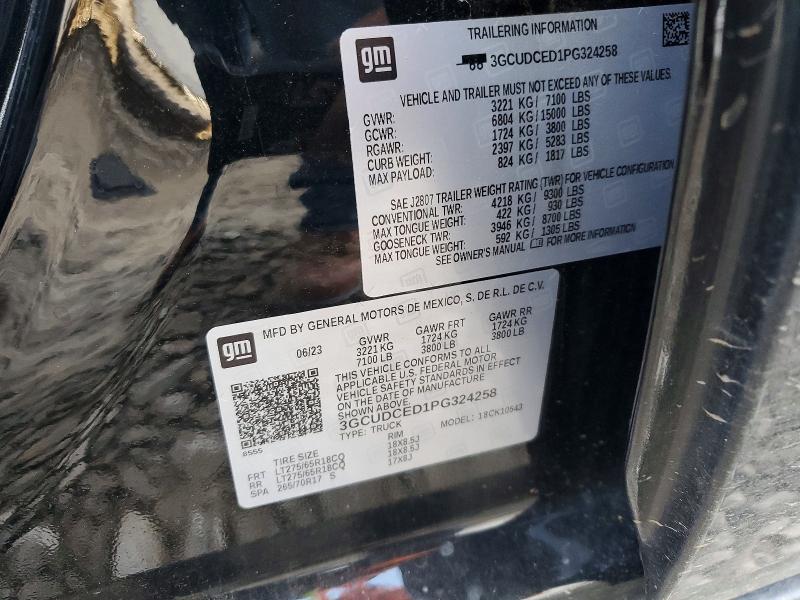 gm
TRAILERING INFORMATION
3GCUDCED1PG324258
VEHICLE AND TRAILER MUST NOT EXCEED ANY OF THESE VALUES.
GVWR: 3221 KG / 7100 LBS
GCWR: 6804 KG / 15000 LBS
RGAWR: 1724 KG / 3800 LBS
CURB WEIGHT: 2397 KG / 5283 LBS
MAX PAYLOAD: 824 KG / 1817 LBS
SAE J2807 TRAILER WEIGHT RATING (TWR) FOR VEHICLE CONFIGURATION
CONVENTIONAL TWR: 4218 KG / 9300 LBS
MAX TONGUE WEIGHT: 422 KG / 930 LBS
GOOSENECK TWR: 3946 KG / 8700 LBS
MAX TONGUE WEIGHT: 592 KG / 1305 LBS
SEE OWNER'S MANUAL FOR MORE INFORMATION
gm
MFD BY GENERAL MOTORS DE MEXICO, S. DE R.L. DE C.V.
06/23 GVWR GAWR FRT GAWR RR
3221 KG 1724 KG 1724 KG
7100 LB 3800 LB 3800 LB
THIS VEHICLE CONFORMS TO ALL
APPLICABLE U.S. FEDERAL MOTOR
VEHICLE SAFETY STANDARDS IN EFFECT
ON THE DATE OF MANUFACTURE
SHOWN ABOVE.
3GCUDCED1PG324258
8555 TYPE: TRUCK MODEL: 18CK10543
TIRE SIZE RIM
FRT LT275/65R18CQ 18X8.5J
RR LT275/65R18CQ 18X8.5J
SPA 265/70R17 S 17X8J